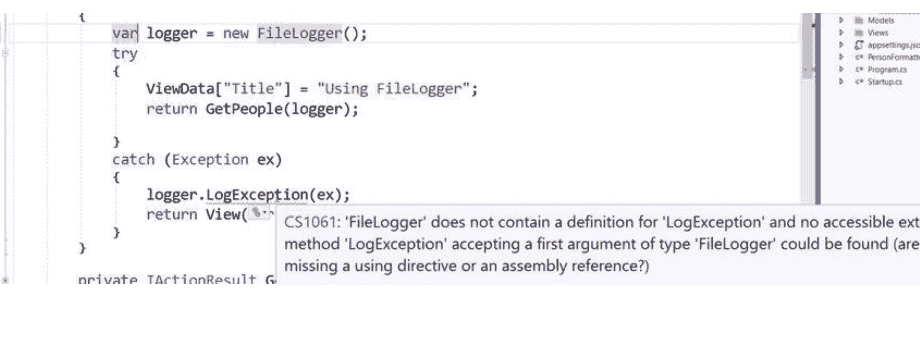 {
var logger = new FileLogger();
try
{
ViewData["Title"] = "Using FileLogger";
return GetPeople(logger);
}
catch (Exception ex)
{
logger.LogException(ex);
return View(
}
}
private IActionResult G
CS1061: 'FileLogger' does not contain a definition for 'LogException' and no accessible ext
method 'LogException' accepting a first argument of type 'FileLogger' could be found (are
missing a using directive or an assembly reference?)
Models
Views
appsettings.jso
C# PersonFormatte
C# Program.cs
C# Startup.cs